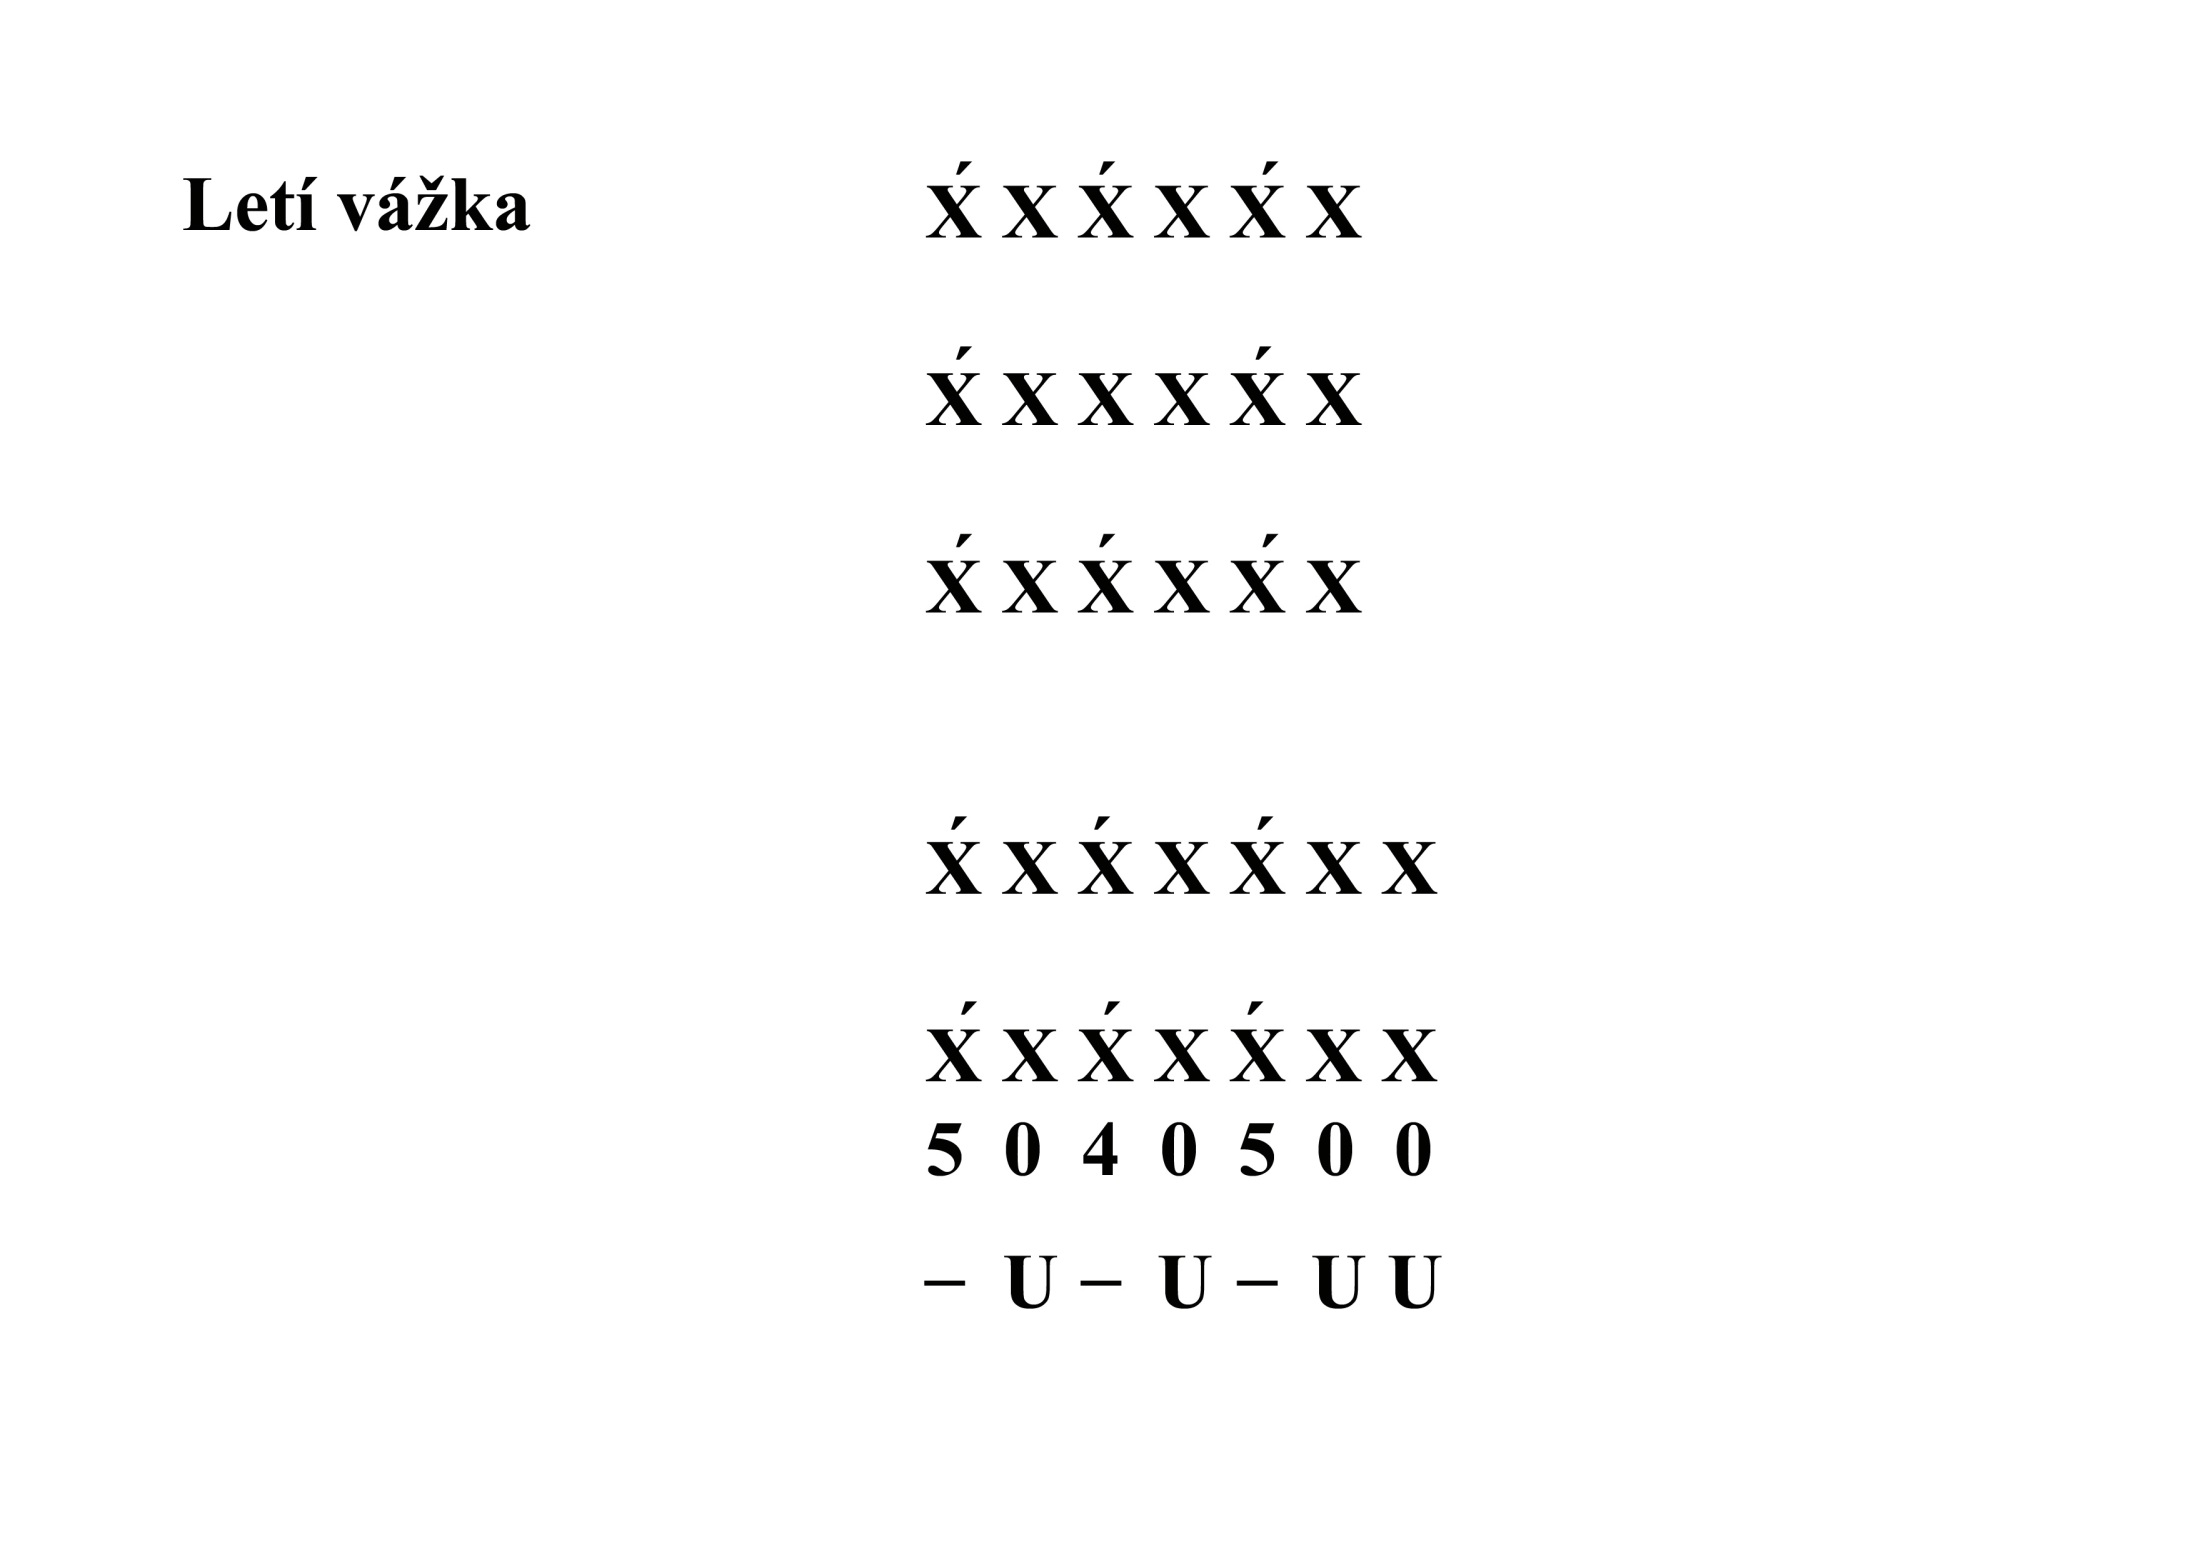 Letí vážka X́ X X́ X X́ X
X́ X X X X́ X
X́ X X́ X X́ X
X́ X X́ X X́ X X
X́ X X́ X X́ X X
5 0 4 0 5 0 0
– U – U – U U